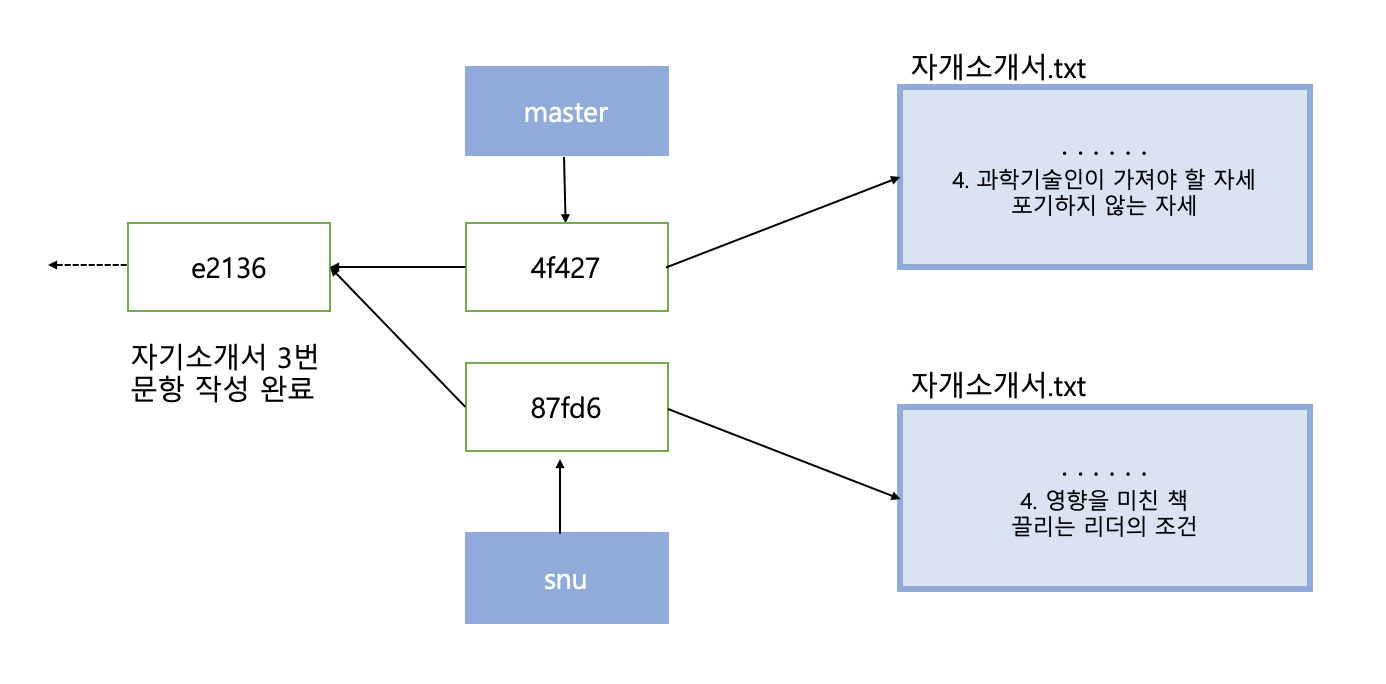 자개소개서.txt
master
· · · · · ·
4. 과학기술인이 가져야 할 자세
포기하지 않는 자세
e2136
4f427
자기소개서 3번
문항 작성 완료
87fd6
자개소개서.txt
· · · · · ·
4. 영향을 미친 책
끌리는 리더의 조건
snu